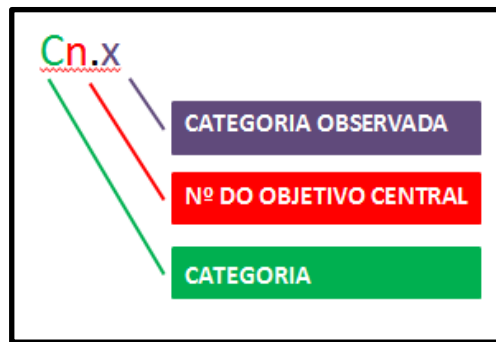 Cn.x
CATEGORIA OBSERVADA
Nº DO OBJETIVO CENTRAL
CATEGORIA